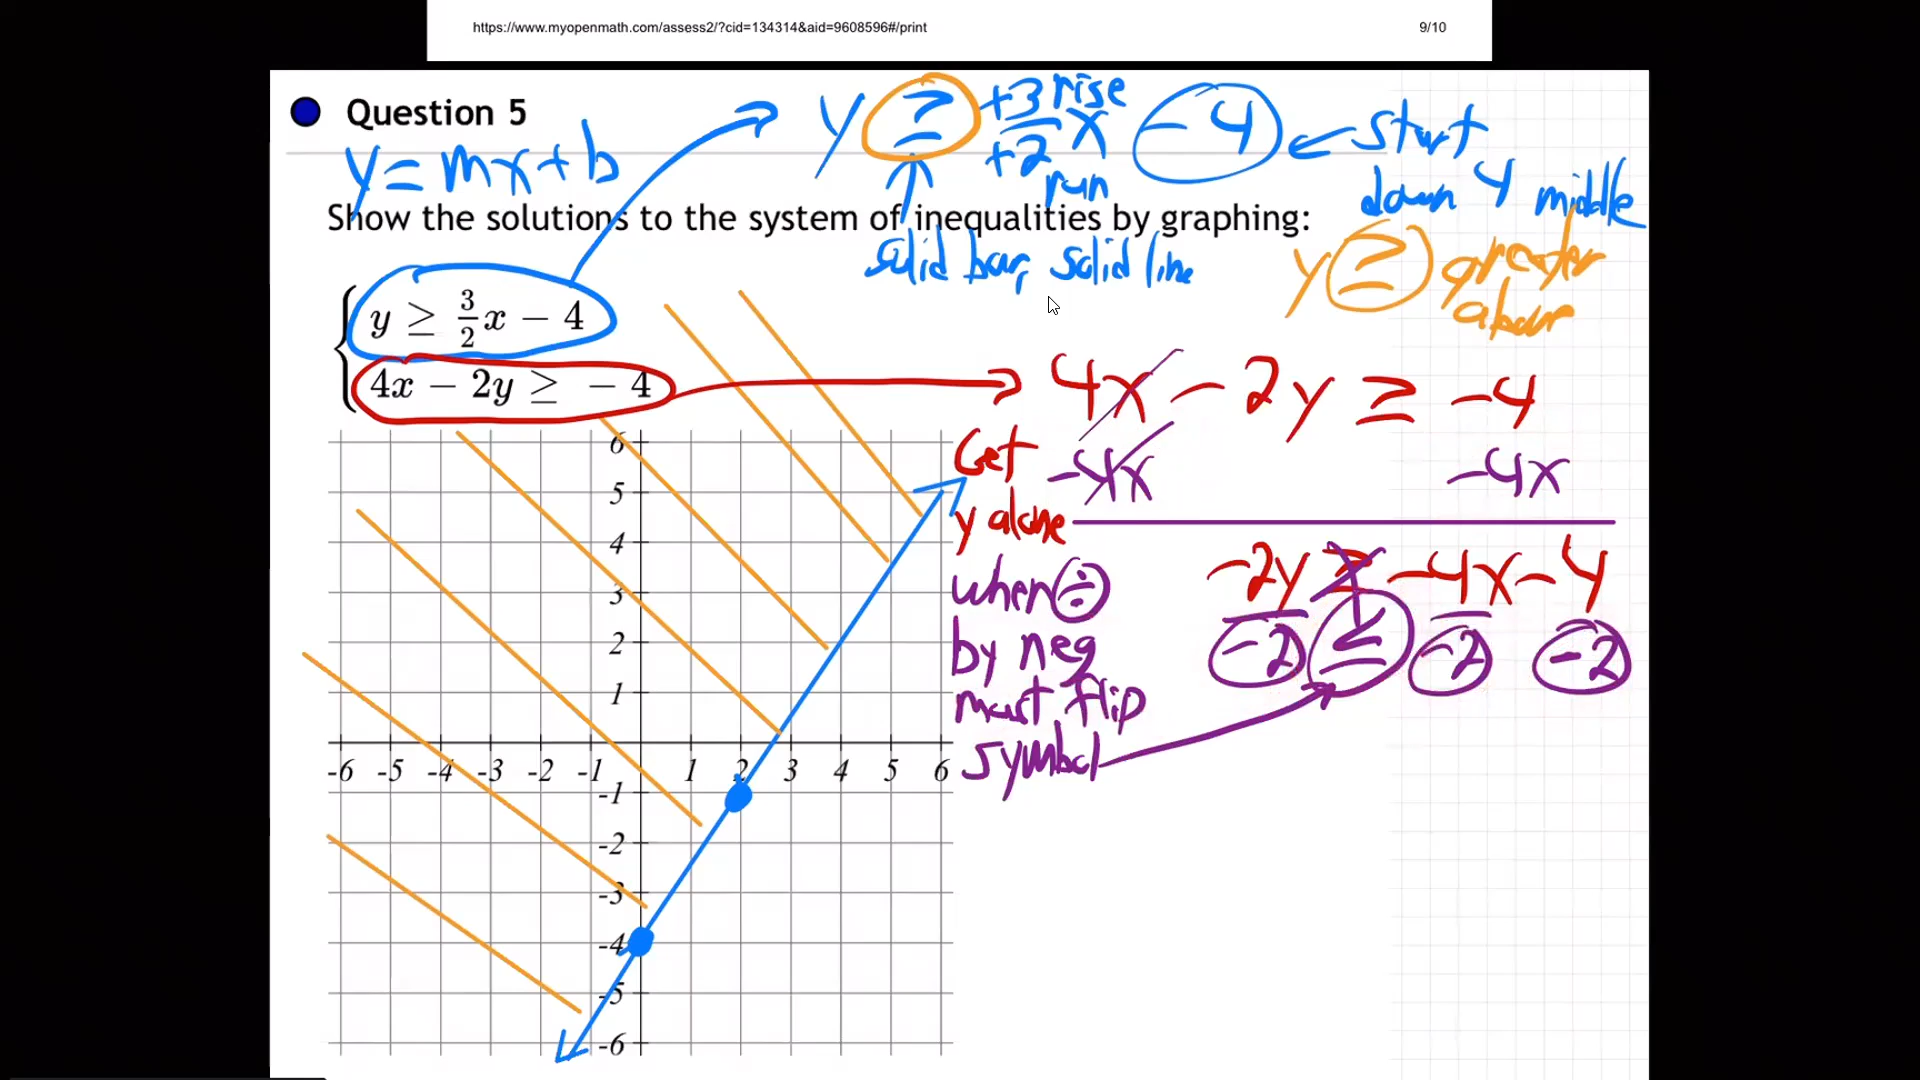 https://www.myopenmath.com/assess2/?cid=134314&aid=9608596#/print 9/10
Question 5
y = mx + b
y ≥ +3 rise / +2 run x - 4 ← start
down 4 middle
Show the solutions to the system of inequalities by graphing:
solid bar, solid line
y ≥ greater
above
y ≥ 3/2 x − 4
4x − 2y ≥ − 4
4x - 2y ≥ -4
Get -4x -4x
y alone
-2y ≥ -4x - 4
-2 ≤ -2 -2
when ÷
by neg
must flip
symbol
6
5
4
3
2
1
-6 -5 -4 -3 -2 -1 1 2 3 4 5 6
-1
-2
-3
-4
-5
-6